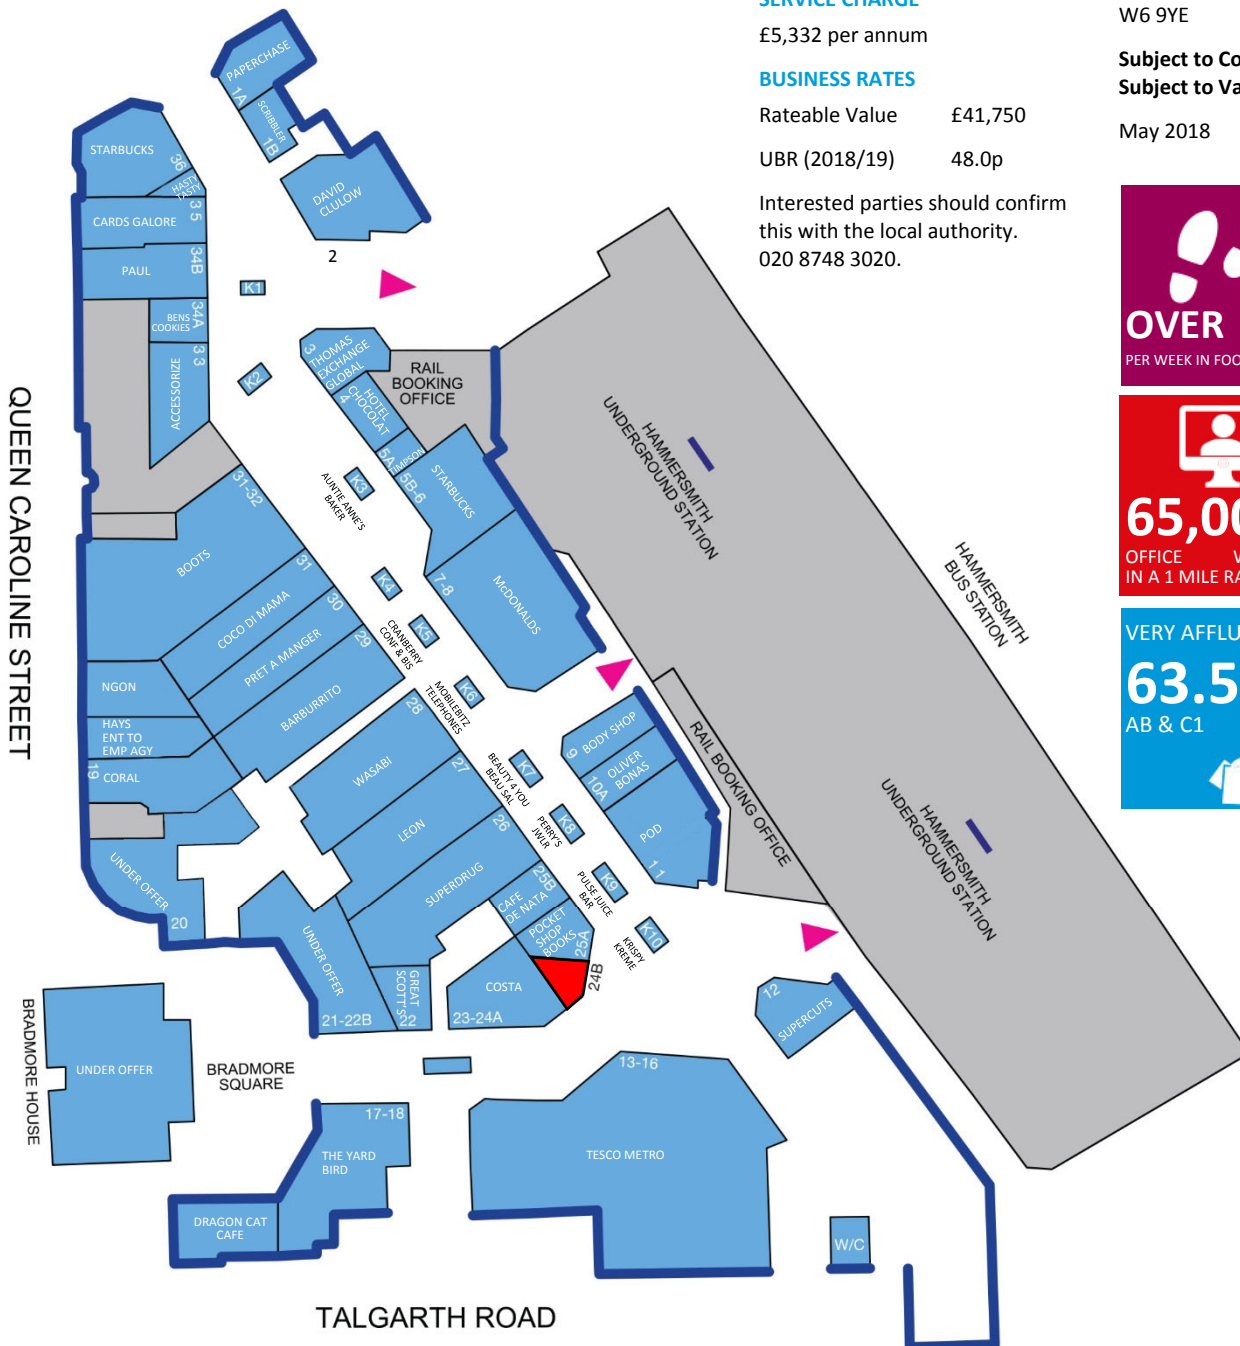 SERVICE CHARGE
£5,332 per annum
BUSINESS RATES
Rateable Value £41,750
UBR (2018/19) 48.0p
Interested parties should confirm
this with the local authority.
020 8748 3020.
W6 9YE
Subject to Co
Subject to Va
May 2018
OVER
PER WEEK IN FOO
65,00
OFFICE W
IN A 1 MILE RA
VERY AFFLU
63.5
AB & C1
PAPERCHASE
1A
SCRIBBLER
1B
DAVID
CLULOW
2
STARBUCKS
36
HASTY
TASTY
35
CARDS GALORE
PAUL
34B
K1
BENS
COOKIES
34A
33
ACCESSORIZE
K2
3
THOMAS
EXCHANGE
GLOBAL
RAIL
BOOKING
OFFICE
4
HOTEL
CHOCOLAT
5A
TIMPSON
5B-6
STARBUCKS
K3
AUNTIE ANNE'S
BAKER
HAMMERSMITH
UNDERGROUND STATION
HAMMERSMITH
BUS STATION
QUEEN CAROLINE STREET
31-32
BOOTS
31
COCO DI MAMA
30
PRET A MANGER
29
BARBURRITO
K4
K5
CRANBERRY
CONF & BIS
7-8
McDONALDS
K6
MOBILEBITZ
TELEPHONES
NGON
HAYS
ENT TO
EMP AGY
19
CORAL
28
WASABI
27
LEON
26
SUPERDRUG
K7
BEAUTY 4 YOU
BEAU SAL
K8
PERRY'S
JWLR
K9
PULSE JUICE
BAR
K10
KRISPY
KREME
9
BODY SHOP
10A
OLIVER
BONAS
POD
11
RAIL BOOKING OFFICE
HAMMERSMITH
UNDERGROUND STATION
UNDER OFFER
20
UNDER OFFER
21-22B
GREAT
SCOTT'S
22
25B
CAFE
DE NATA
POCKET
SHOP
BOOKS
25A
24B
COSTA
23-24A
12
SUPERCUTS
BRADMORE HOUSE
UNDER OFFER
BRADMORE
SQUARE
13-16
TESCO METRO
17-18
THE YARD
BIRD
DRAGON CAT
CAFE
W/C
TALGARTH ROAD